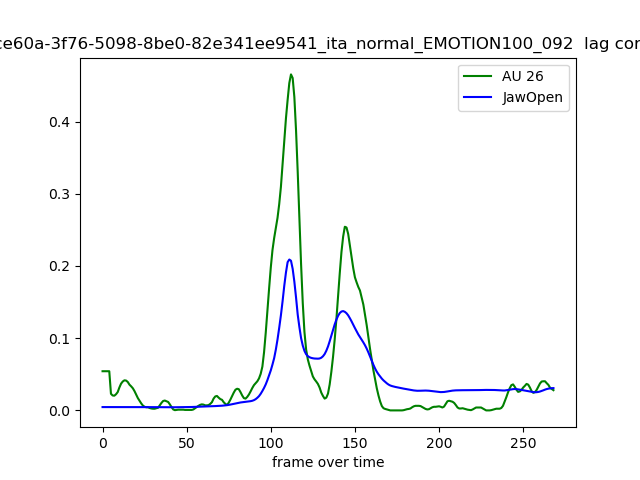 ce60a-3f76-5098-8be0-82e341ee9541_ita_normal_EMOTION100_092 lag cor
AU 26
JawOpen
0.4
0.3
0.2
0.1
0.0
0 50 100 150 200 250
frame over time